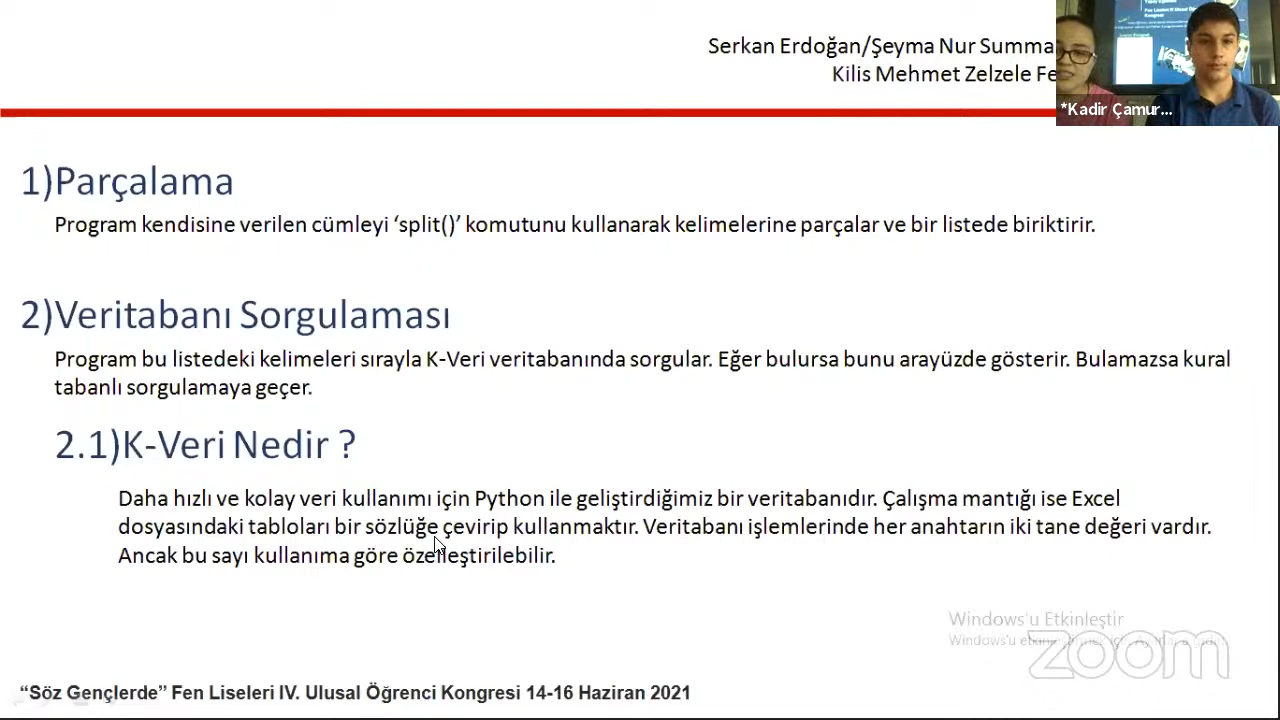 Serkan Erdoğan/Şeyma Nur Summa
Kilis Mehmet Zelzele Fe
*Kadir Çamur...
1)Parçalama
Program kendisine verilen cümleyi ‘split()’ komutunu kullanarak kelimelerine parçalar ve bir listede biriktirir.
2)Veritabanı Sorgulaması
Program bu listedeki kelimeleri sırayla K-Veri veritabanında sorgular. Eğer bulursa bunu arayüzde gösterir. Bulamazsa kural
tabanlı sorgulamaya geçer.
2.1)K-Veri Nedir ?
Daha hızlı ve kolay veri kullanımı için Python ile geliştirdiğimiz bir veritabanıdır. Çalışma mantığı ise Excel
dosyasındaki tabloları bir sözlüğe çevirip kullanmaktır. Veritabanı işlemlerinde her anahtarın iki tane değeri vardır.
Ancak bu sayı kullanıma göre özelleştirilebilir.
Windows'u Etkinleştir
Windows'u
zoom
“Söz Gençlerde” Fen Liseleri IV. Ulusal Öğrenci Kongresi 14-16 Haziran 2021